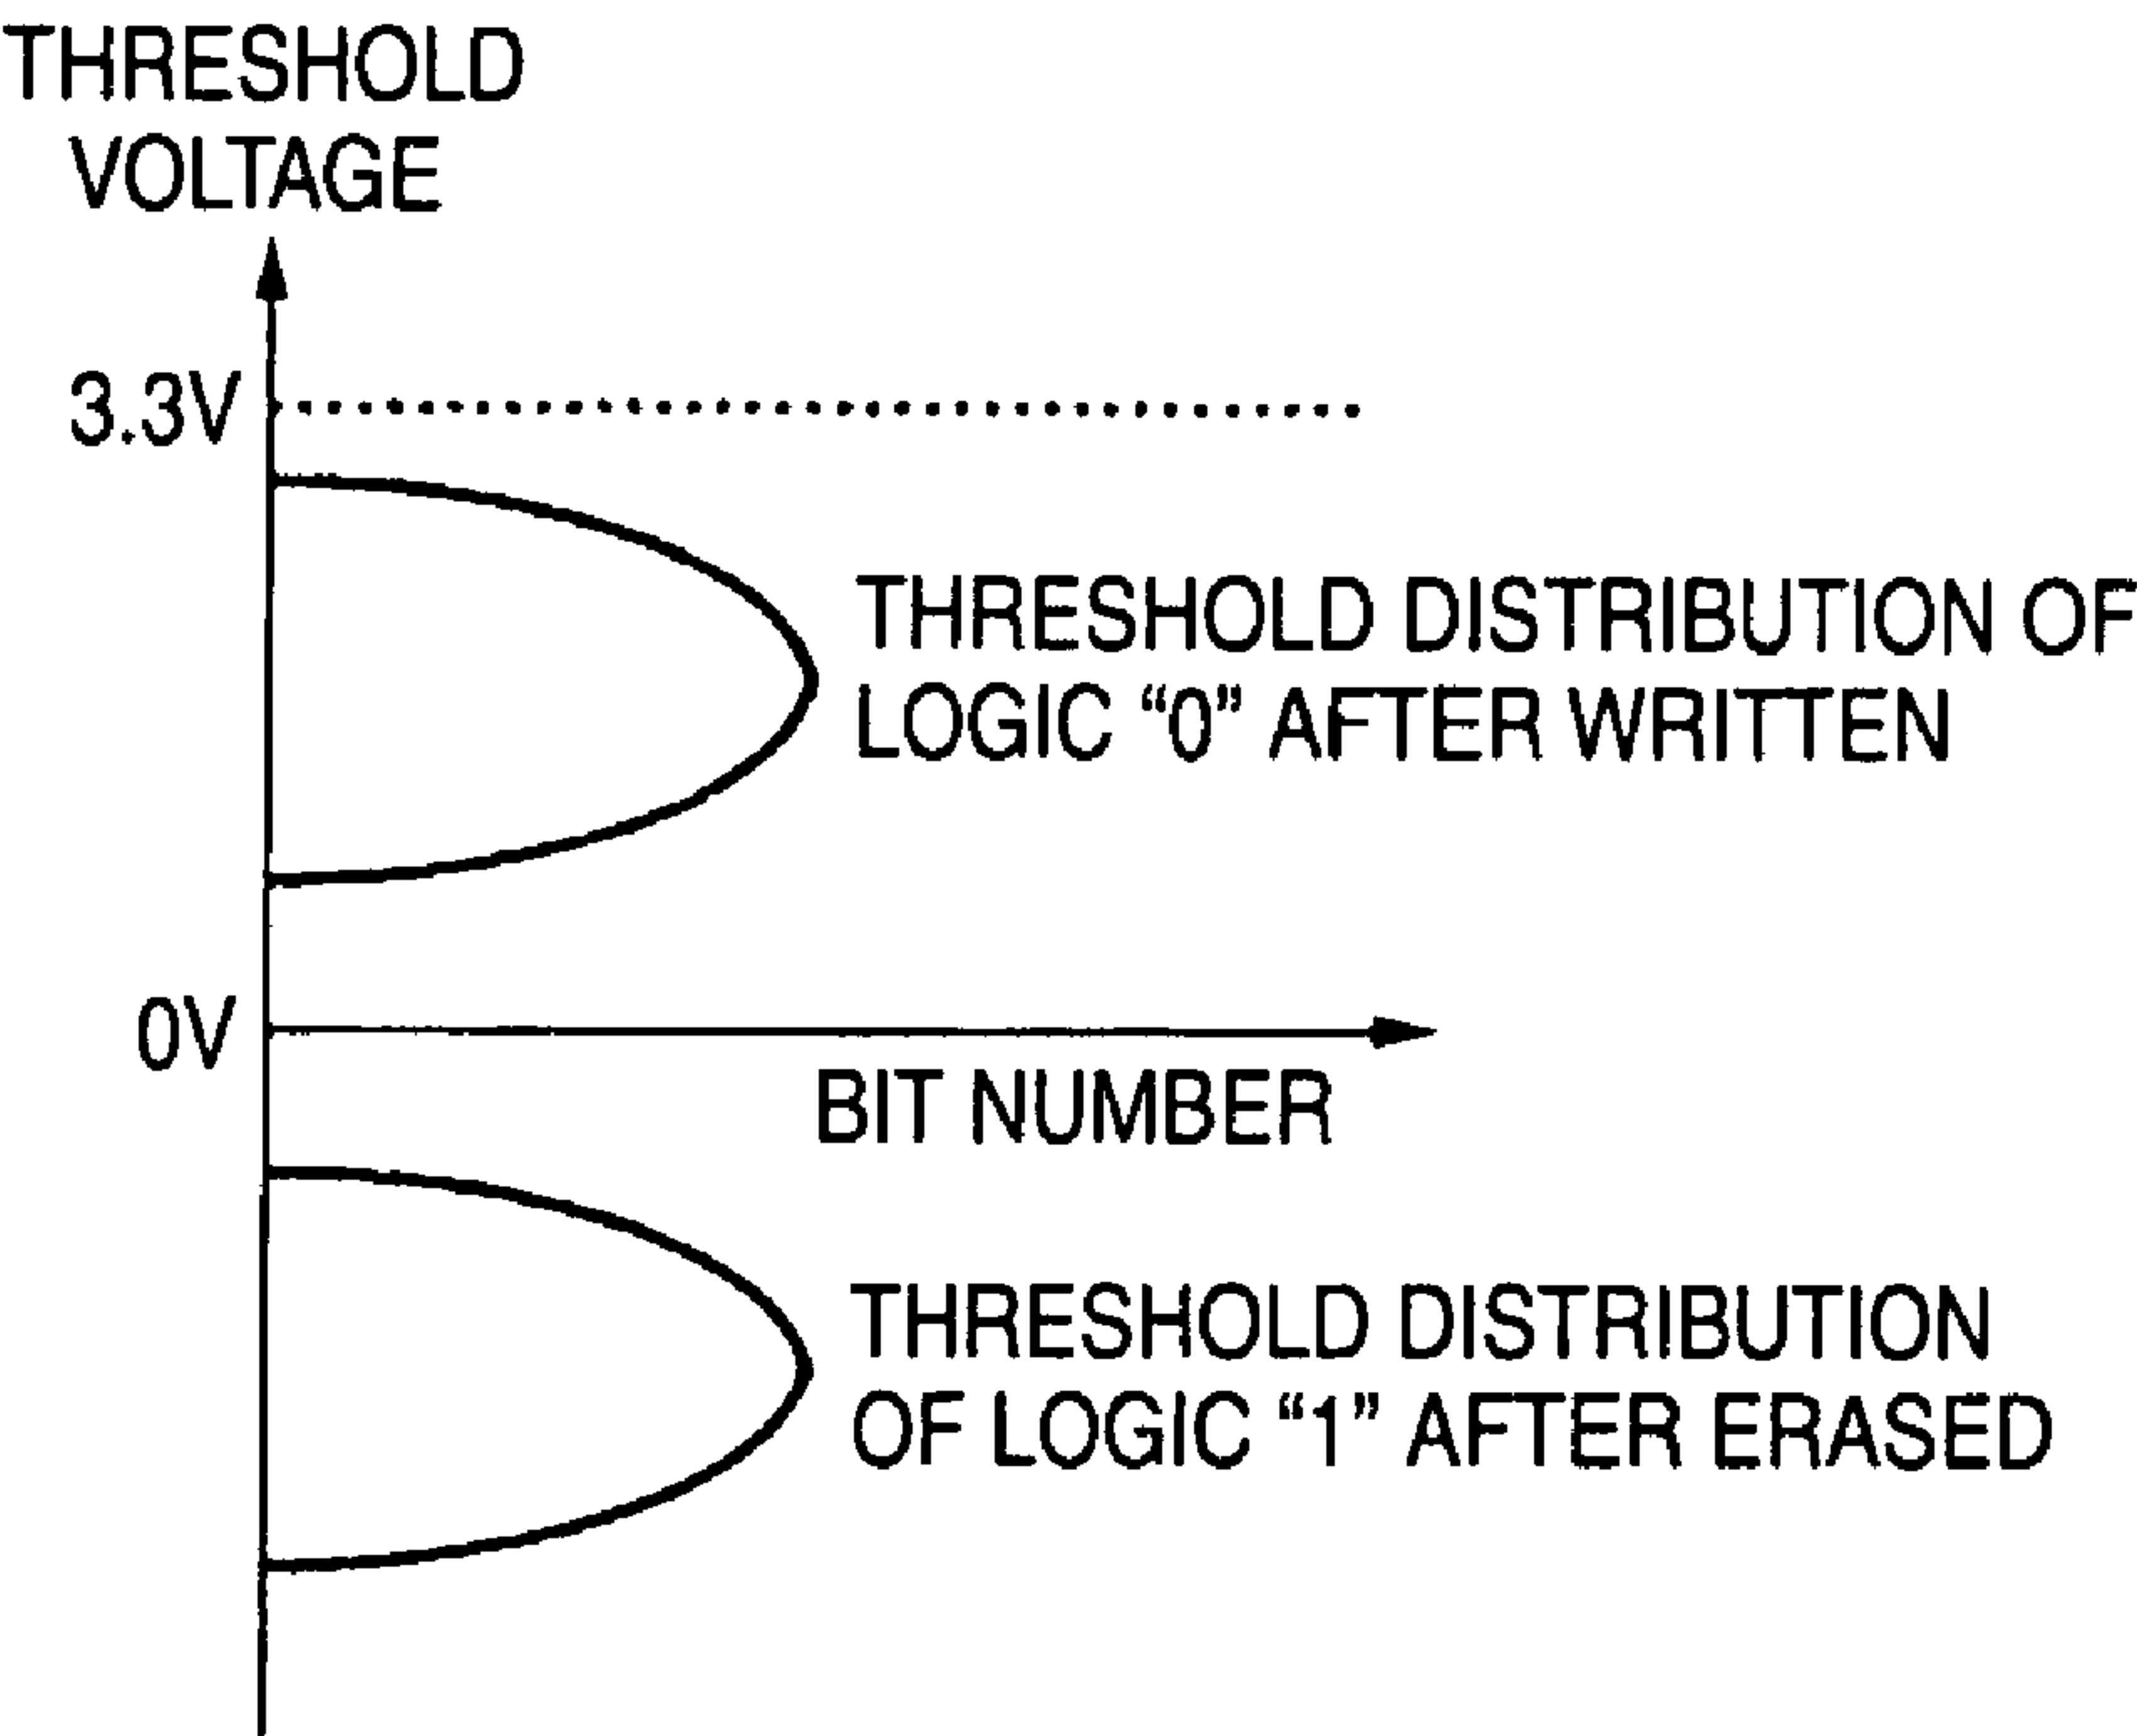 THRESHOLD
VOLTAGE
3.3V
THRESHOLD DISTRIBUTION OF
LOGIC “0” AFTER WRITTEN
0V
BIT NUMBER
THRESHOLD DISTRIBUTION
OF LOGIC “1” AFTER ERASED